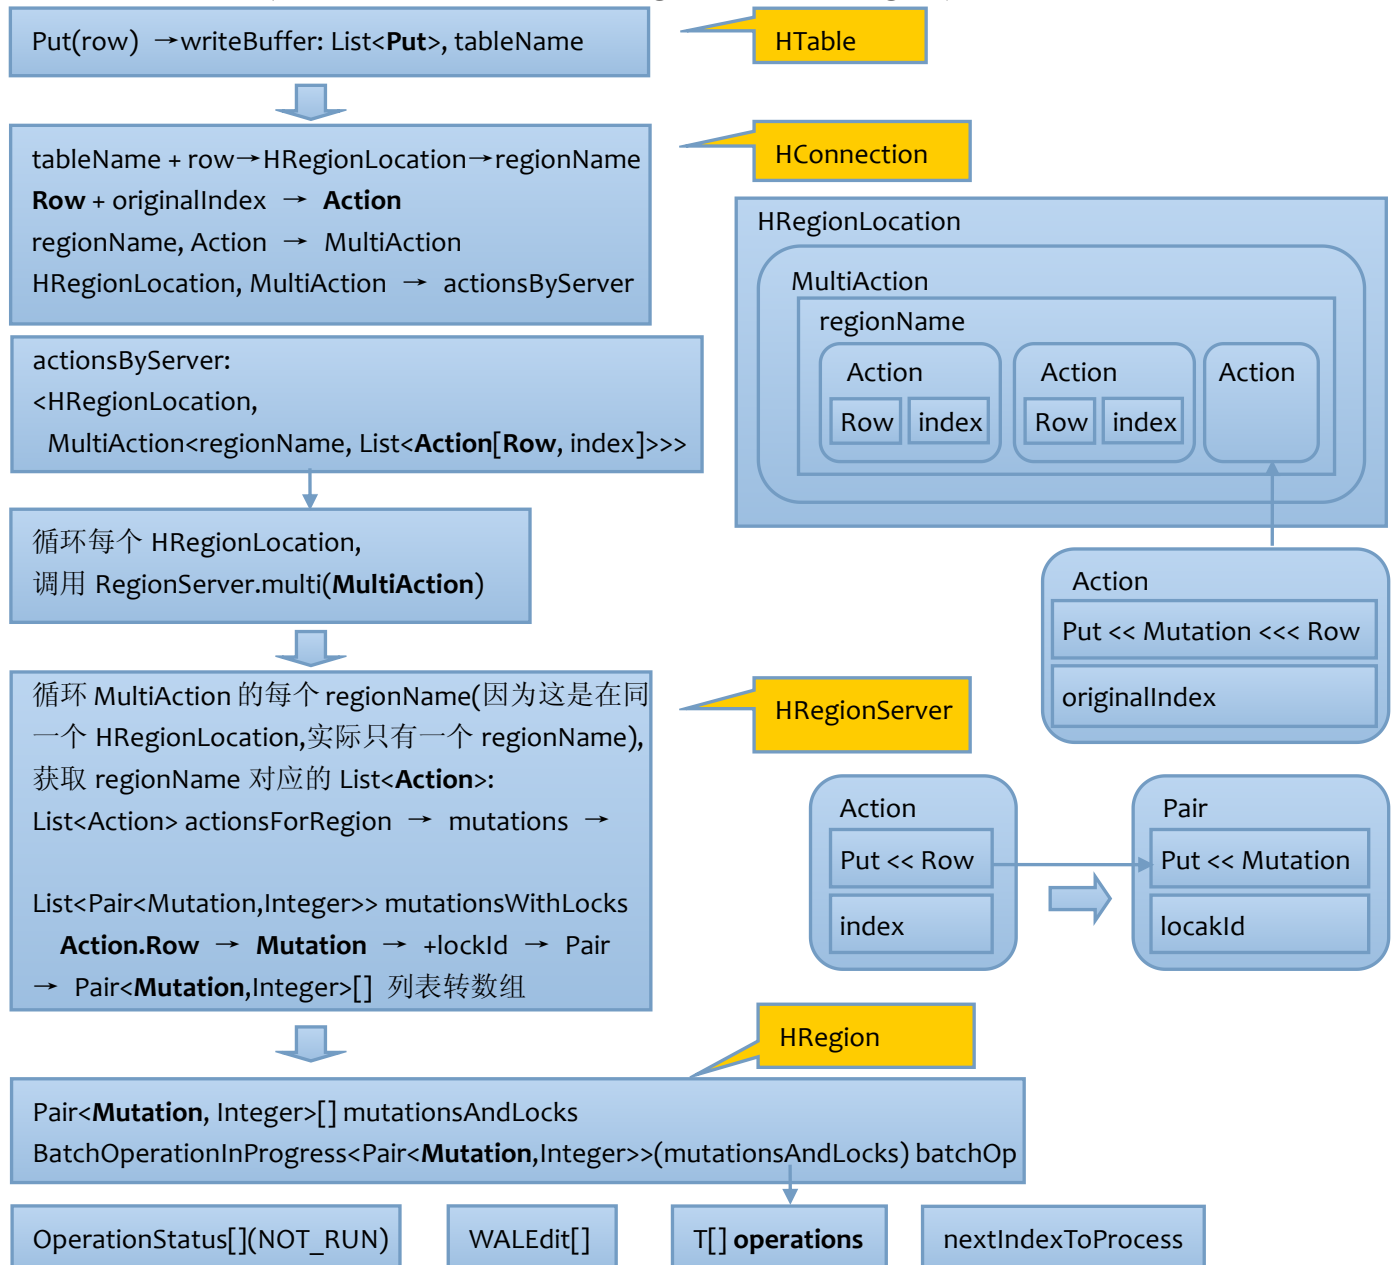 Put(row) →writeBuffer: List<Put>, tableName
HTable
tableName + row→HRegionLocation→regionName
Row + originalIndex → Action
regionName, Action → MultiAction
HRegionLocation, MultiAction → actionsByServer
HConnection
HRegionLocation
MultiAction
regionName
Action
Row index
Action
Row index
Action
actionsByServer:
<HRegionLocation,
MultiAction<regionName, List<Action[Row, index]>>>
循环每个 HRegionLocation,
调用 RegionServer.multi(MultiAction)
Action
Put << Mutation <<< Row
originalIndex
循环 MultiAction 的每个 regionName(因为这是在同
一个 HRegionLocation,实际只有一个 regionName),
获取 regionName 对应的 List<Action>:
List<Action> actionsForRegion → mutations →
List<Pair<Mutation,Integer>> mutationsWithLocks
Action.Row → Mutation → +lockId → Pair
→ Pair<Mutation,Integer>[] 列表转数组
HRegionServer
Action
Put << Row
index
Pair
Put << Mutation
locakId
HRegion
Pair<Mutation, Integer>[] mutationsAndLocks
BatchOperationInProgress<Pair<Mutation,Integer>>(mutationsAndLocks) batchOp
OperationStatus[](NOT_RUN)
WALEdit[]
T[] operations
nextIndexToProcess